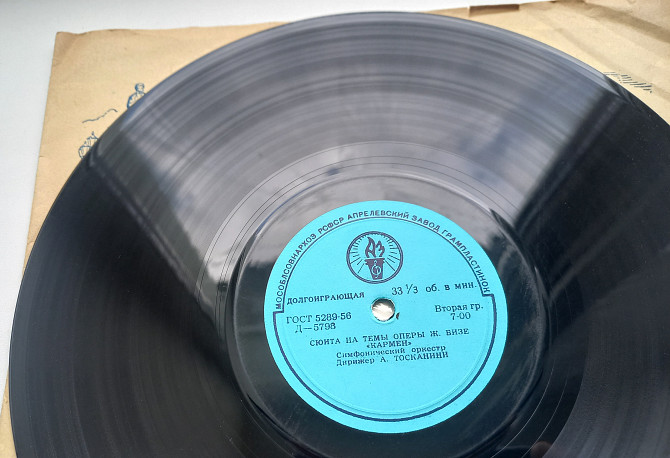 МОСОБЛСОВНАРХОЗ РСФСР АПРЕЛЕВСКИЙ ЗАВОД ГРАМПЛАСТИНОК
АЗ
ДОЛГОИГРАЮЩАЯ 33 1/3 об. в мин.
ГОСТ 5289-56 Вторая гр.
Д—5798 7-00
СЮИТА НА ТЕМЫ ОПЕРЫ Ж. БИЗЕ
«КАРМЕН»
Симфонический оркестр
Дирижер А. ТОСКАНИНИ